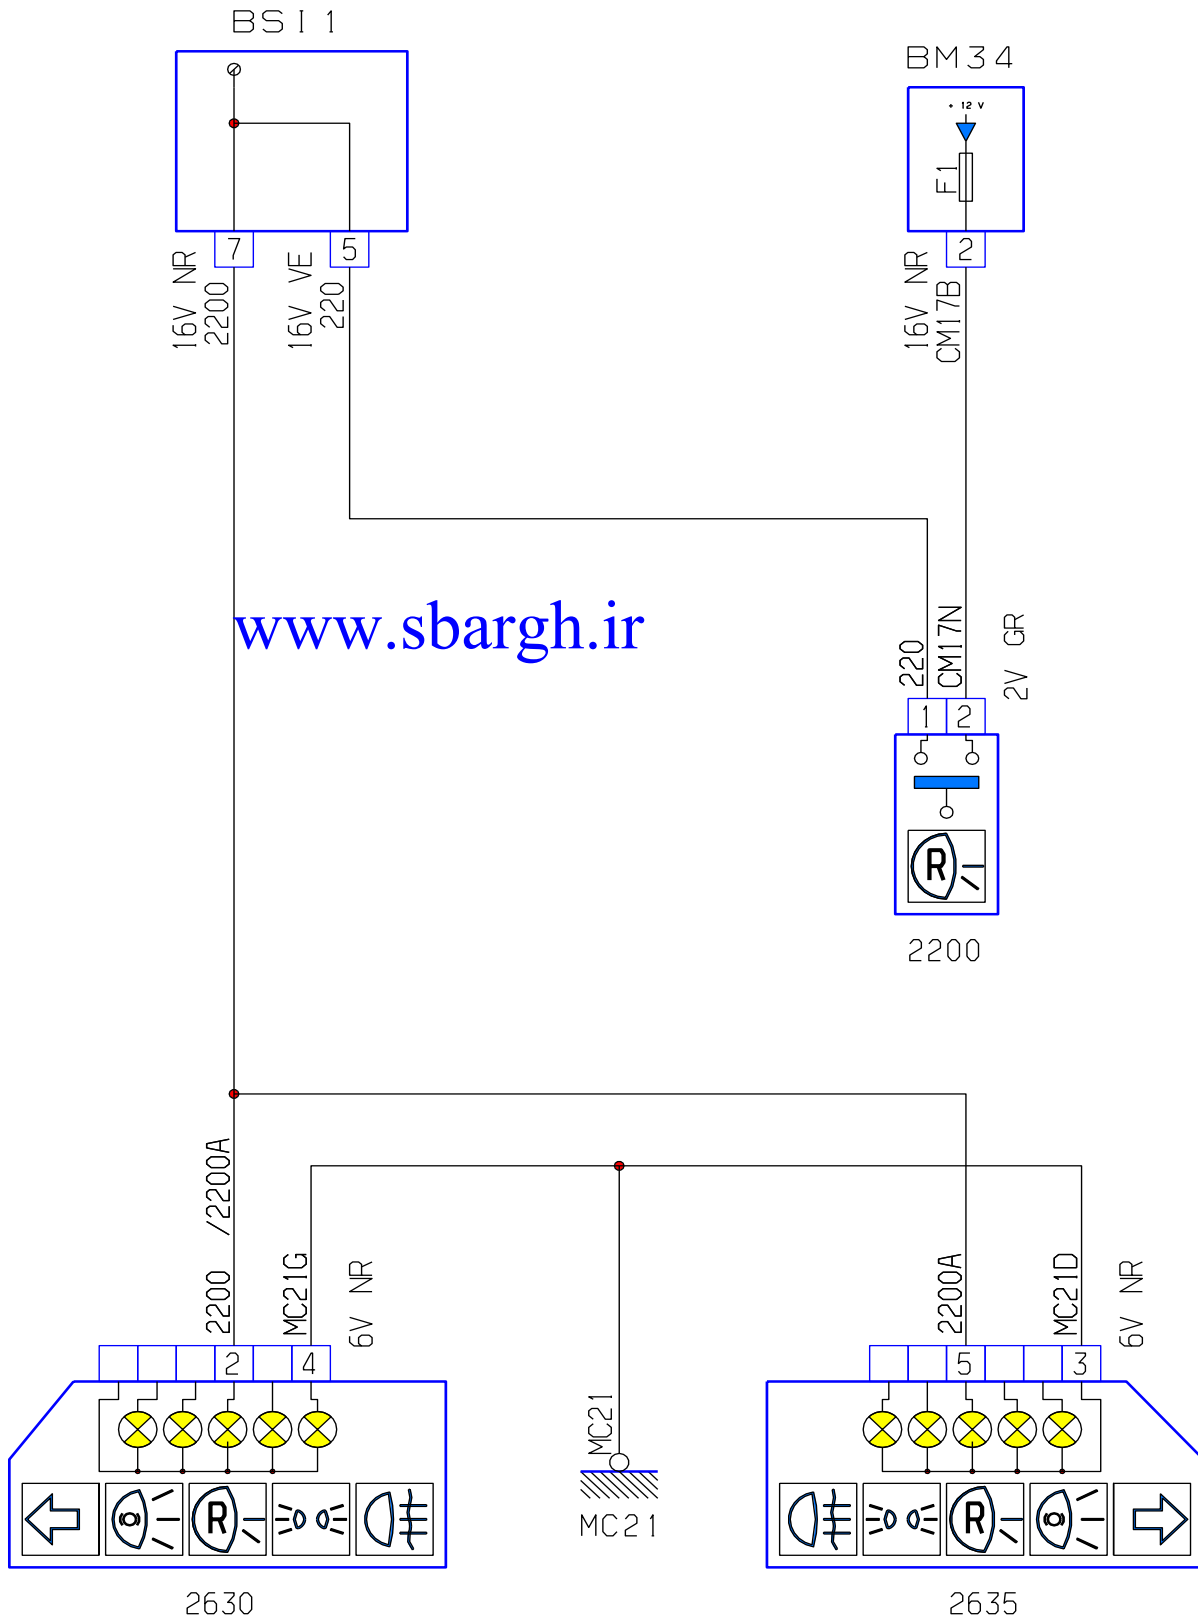 BSI 1
BM34
+ 12 V
F1
7
5
2
16V NR
2200
16V VE
220
16V NR
CM17B
www.sbargh.ir
220
CM17N
2V GR
1
2
R
2200
2200 /2200A
MC21G
6V NR
2200A
MC21D
6V NR
2
4
5
3
MC21
R
R
MC21
2630
2635